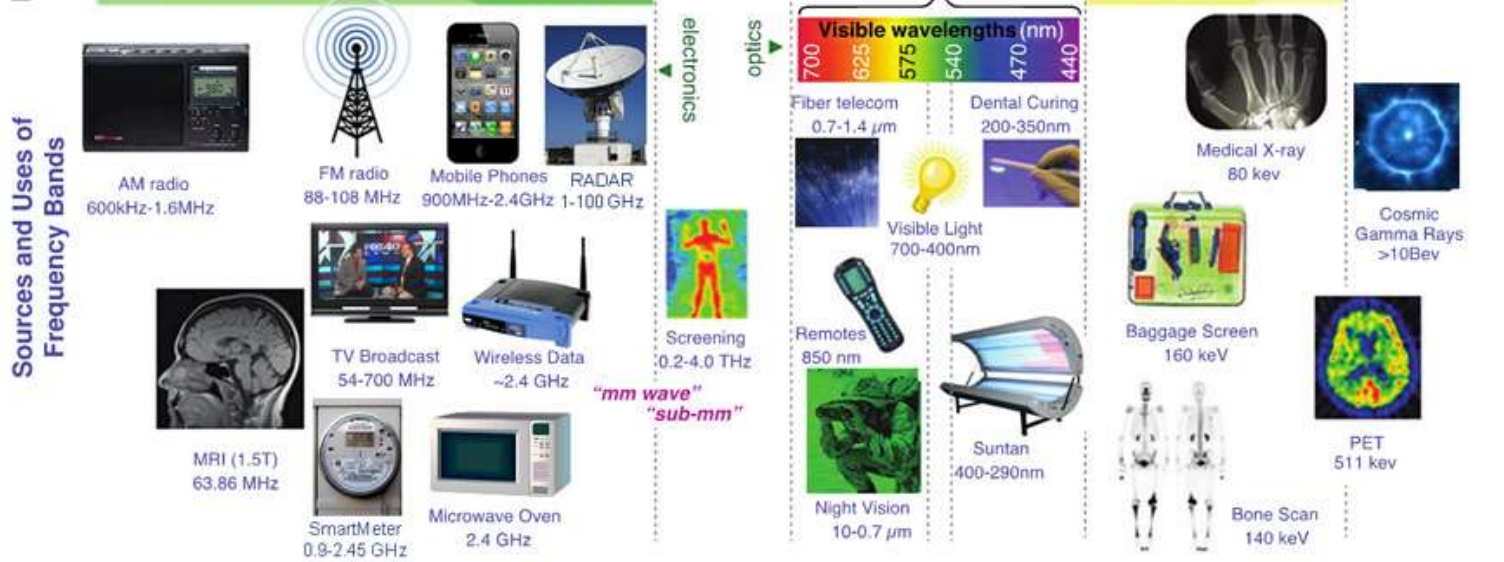 Sources and Uses of
Frequency Bands
AM radio
600kHz-1.6MHz
FM radio
88-108 MHz
Mobile Phones
900MHz-2.4GHz
RADAR
1-100 GHz
electronics
optics
Visible wavelengths (nm)
700
625
575
540
470
440
Fiber telecom
0.7-1.4 µm
Dental Curing
200-350nm
Visible Light
700-400nm
Medical X-ray
80 kev
Cosmic
Gamma Rays
>10Bev
MRI (1.5T)
63.86 MHz
TV Broadcast
54-700 MHz
Wireless Data
~2.4 GHz
Screening
0.2-4.0 THz
"mm wave"
"sub-mm"
Remotes
850 nm
Baggage Screen
160 keV
SmartMeter
0.9-2.45 GHz
Microwave Oven
2.4 GHz
Night Vision
10-0.7 µm
Suntan
400-290nm
Bone Scan
140 keV
PET
511 kev